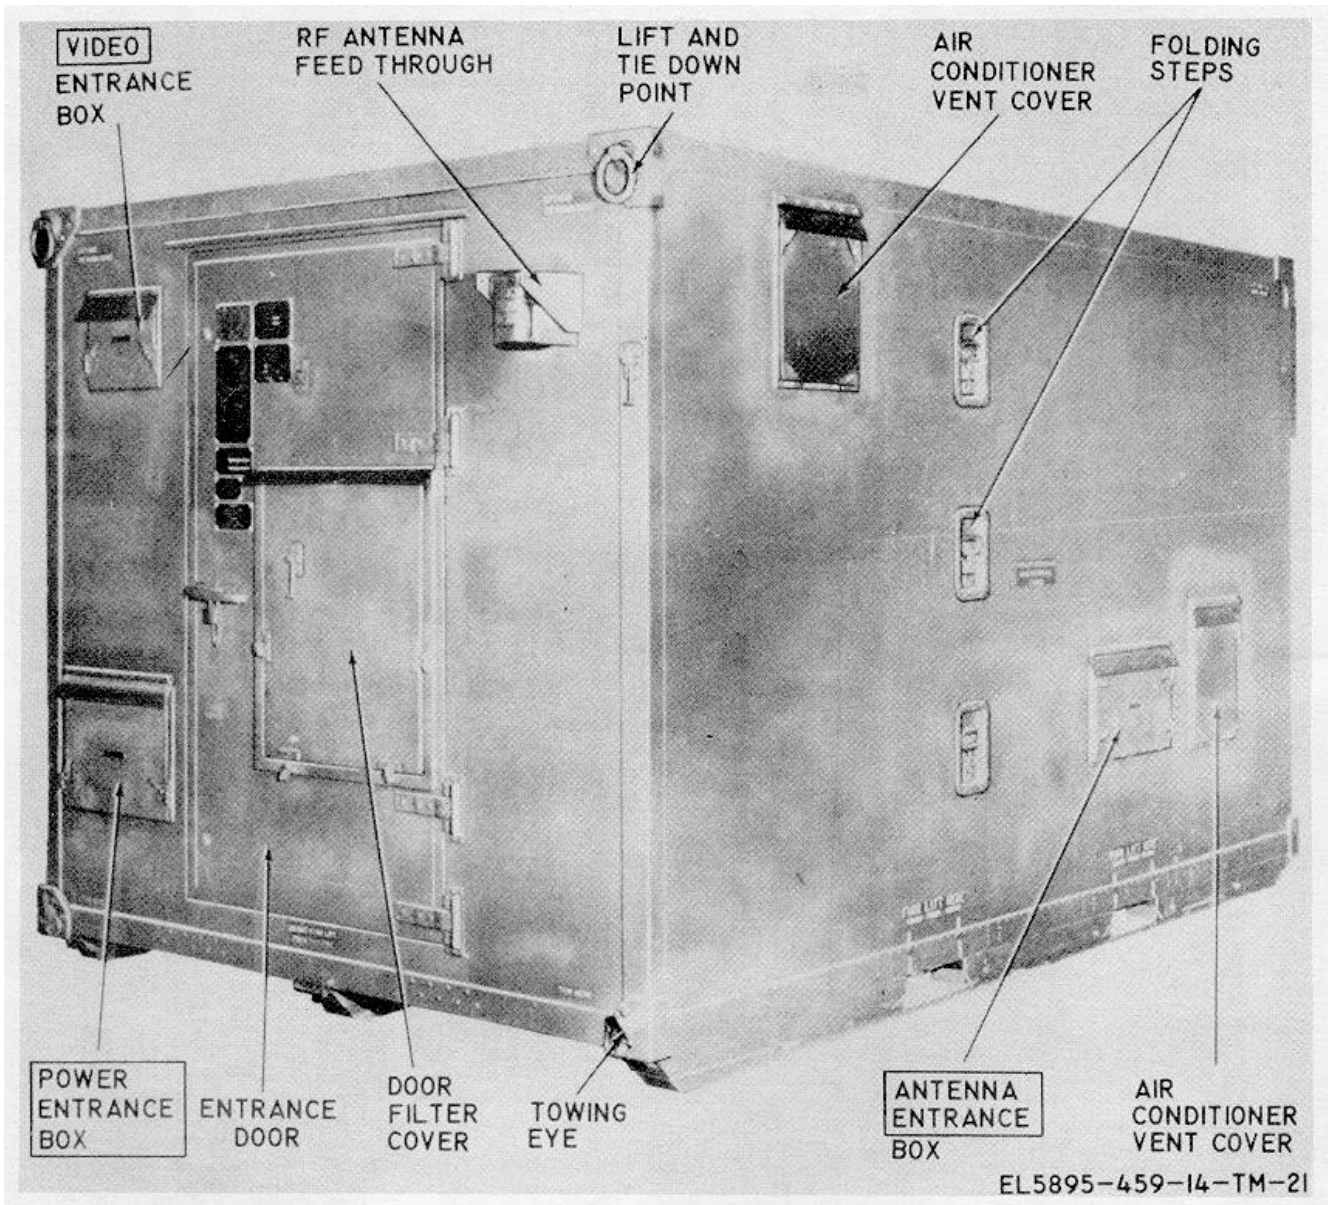 VIDEO
ENTRANCE
BOX
RF ANTENNA
FEED THROUGH
LIFT AND
TIE DOWN
POINT
AIR
CONDITIONER
VENT COVER
FOLDING
STEPS
POWER
ENTRANCE
BOX
ENTRANCE
DOOR
DOOR
FILTER
COVER
TOWING
EYE
ANTENNA
ENTRANCE
BOX
AIR
CONDITIONER
VENT COVER
EL5895-459-14-TM-21